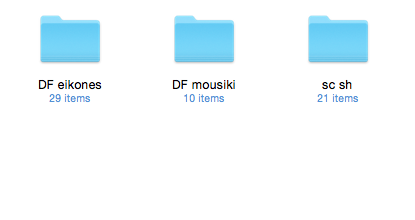 DF eikones
29 items
DF mousiki
10 items
sc sh
21 items